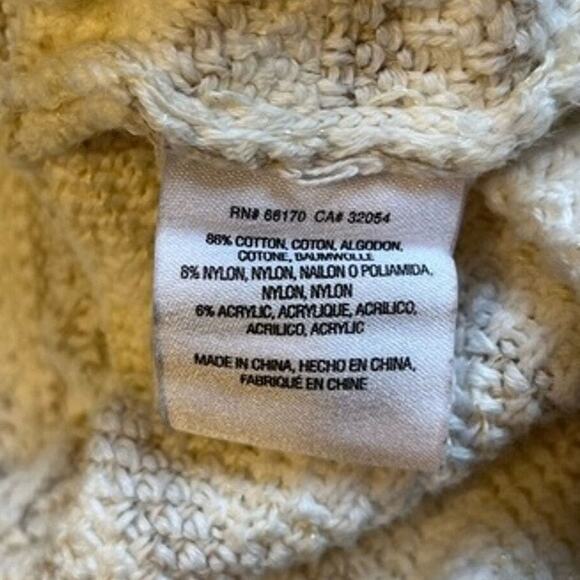 RN# 66170 CA# 32054
86% COTTON, COTON, ALGODON,
COTONE, BAUMWOLLE
8% NYLON, NYLON, NAILON O POLIAMIDA,
NYLON, NYLON
6% ACRYLIC, ACRYLIQUE, ACRILICO,
ACRILICO, ACRYLIC
MADE IN CHINA, HECHO EN CHINA,
FABRIQUÉ EN CHINE